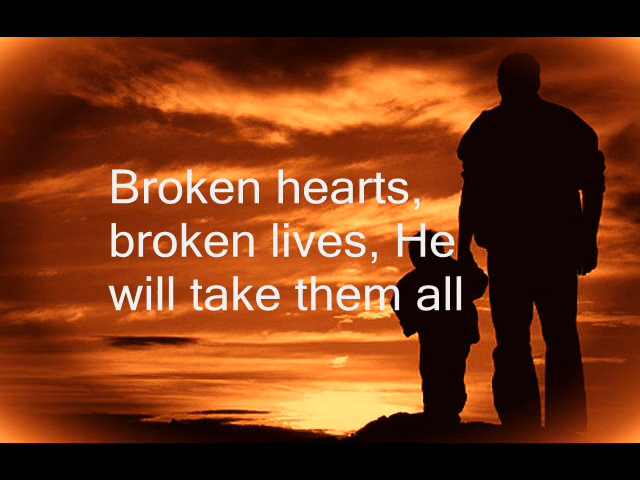 Broken hearts,
broken lives, He
will take them all